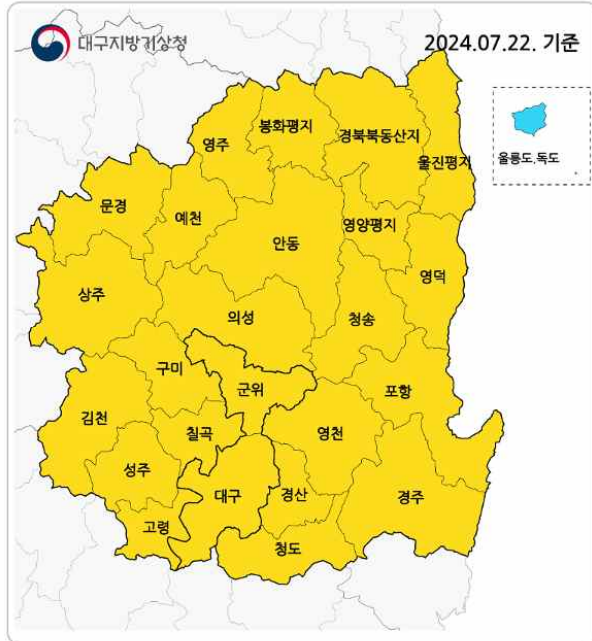 대구지방기상청
2024.07.22. 기준
울릉도.독도
영주
봉화평지
경북북동산지
울진평지
문경
예천
안동
영양평지
영덕
상주
의성
청송
구미
군위
포항
김천
칠곡
영천
성주
대구
경산
경주
고령
청도